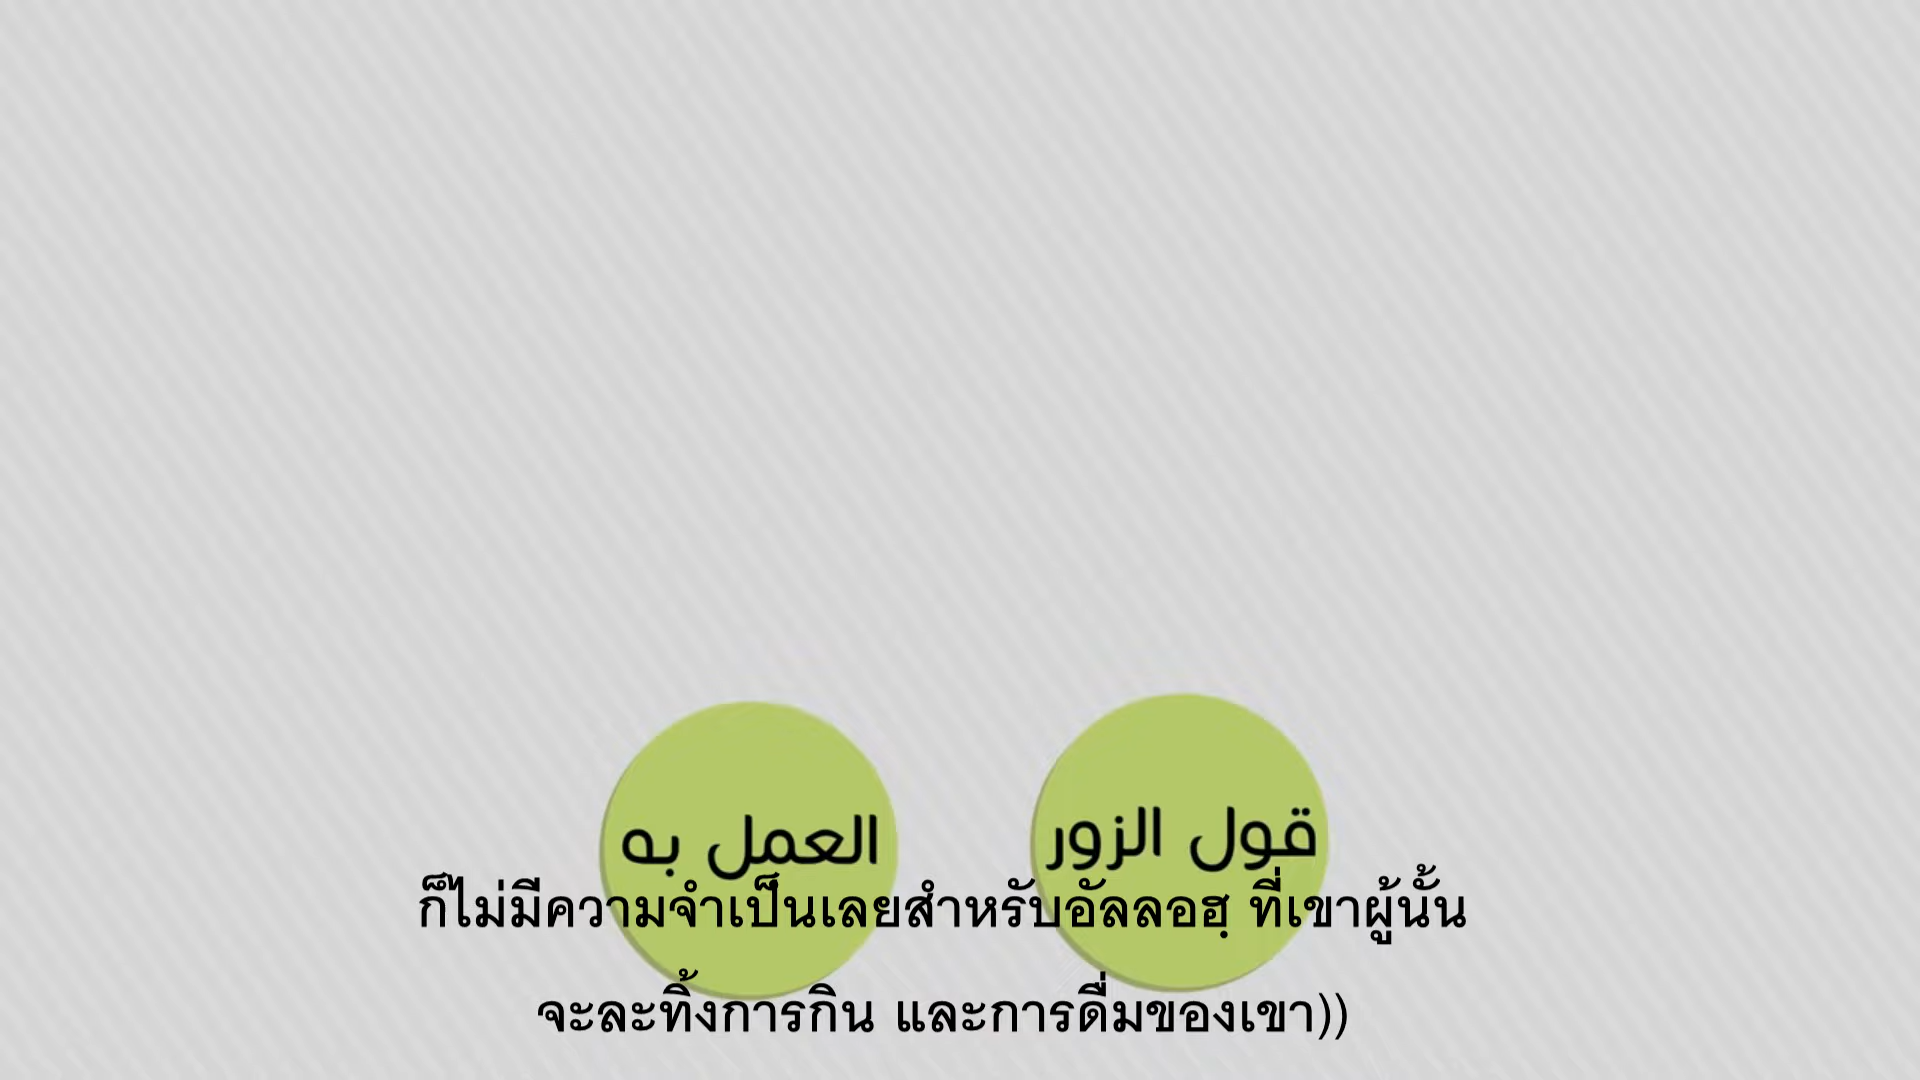 قول الزور
العمل به
ก็ไม่มีความจำเป็นเลยสำหรับอัลลอฮฺ ที่เขาผู้นั้น
จะละทิ้งการกิน และการดื่มของเขา))